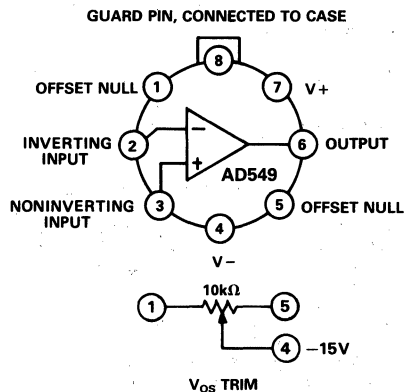 GUARD PIN, CONNECTED TO CASE
8
OFFSET NULL 1
7 V+
INVERTING INPUT 2
−
6 OUTPUT
+
AD549
NONINVERTING INPUT 3
5 OFFSET NULL
4
V−
10kΩ
1
5
4 −15V
VOS TRIM